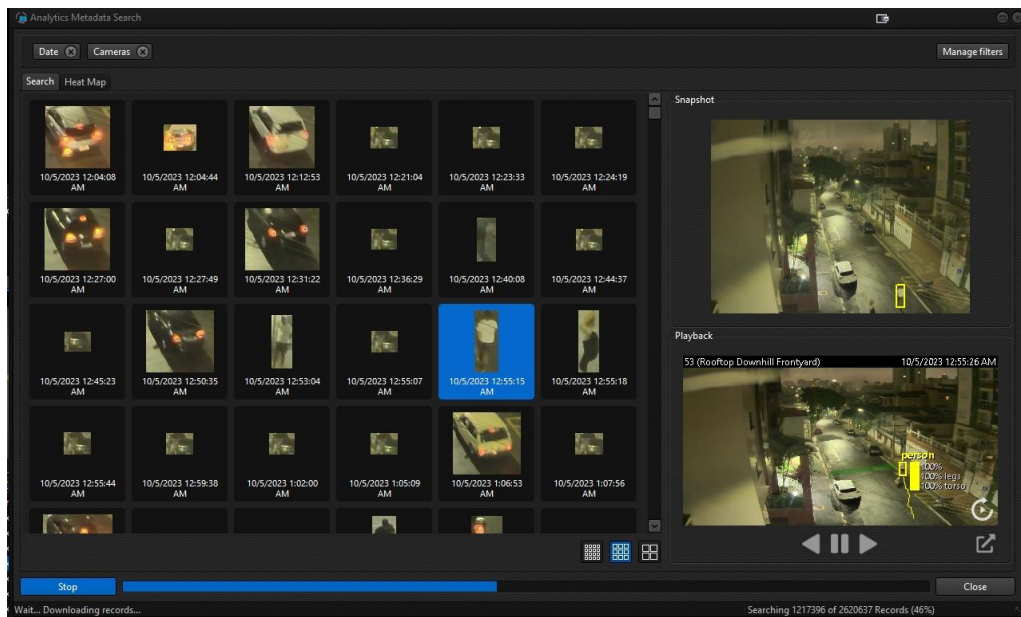 Analytics Metadata Search
Date
Cameras
Manage filters
Search
Heat Map
10/5/2023 12:04:08
AM
10/5/2023 12:04:44
AM
10/5/2023 12:12:53
AM
10/5/2023 12:21:04
AM
10/5/2023 12:23:33
AM
10/5/2023 12:24:19
AM
10/5/2023 12:27:00
AM
10/5/2023 12:27:49
AM
10/5/2023 12:31:22
AM
10/5/2023 12:36:29
AM
10/5/2023 12:40:08
AM
10/5/2023 12:44:37
AM
10/5/2023 12:45:23
AM
10/5/2023 12:50:35
AM
10/5/2023 12:53:04
AM
10/5/2023 12:55:07
AM
10/5/2023 12:55:15
AM
10/5/2023 12:55:18
AM
10/5/2023 12:55:44
AM
10/5/2023 12:59:38
AM
10/5/2023 1:02:00
AM
10/5/2023 1:05:09
AM
10/5/2023 1:06:53
AM
10/5/2023 1:07:56
AM
Snapshot
Playback
53 (Rooftop Downhill Frontyard)
10/5/2023 12:55:26 AM
person
100%
100% legs
100% torso
Stop
Close
Wait... Downloading records...
Searching 1217396 of 2620637 Records (46%)